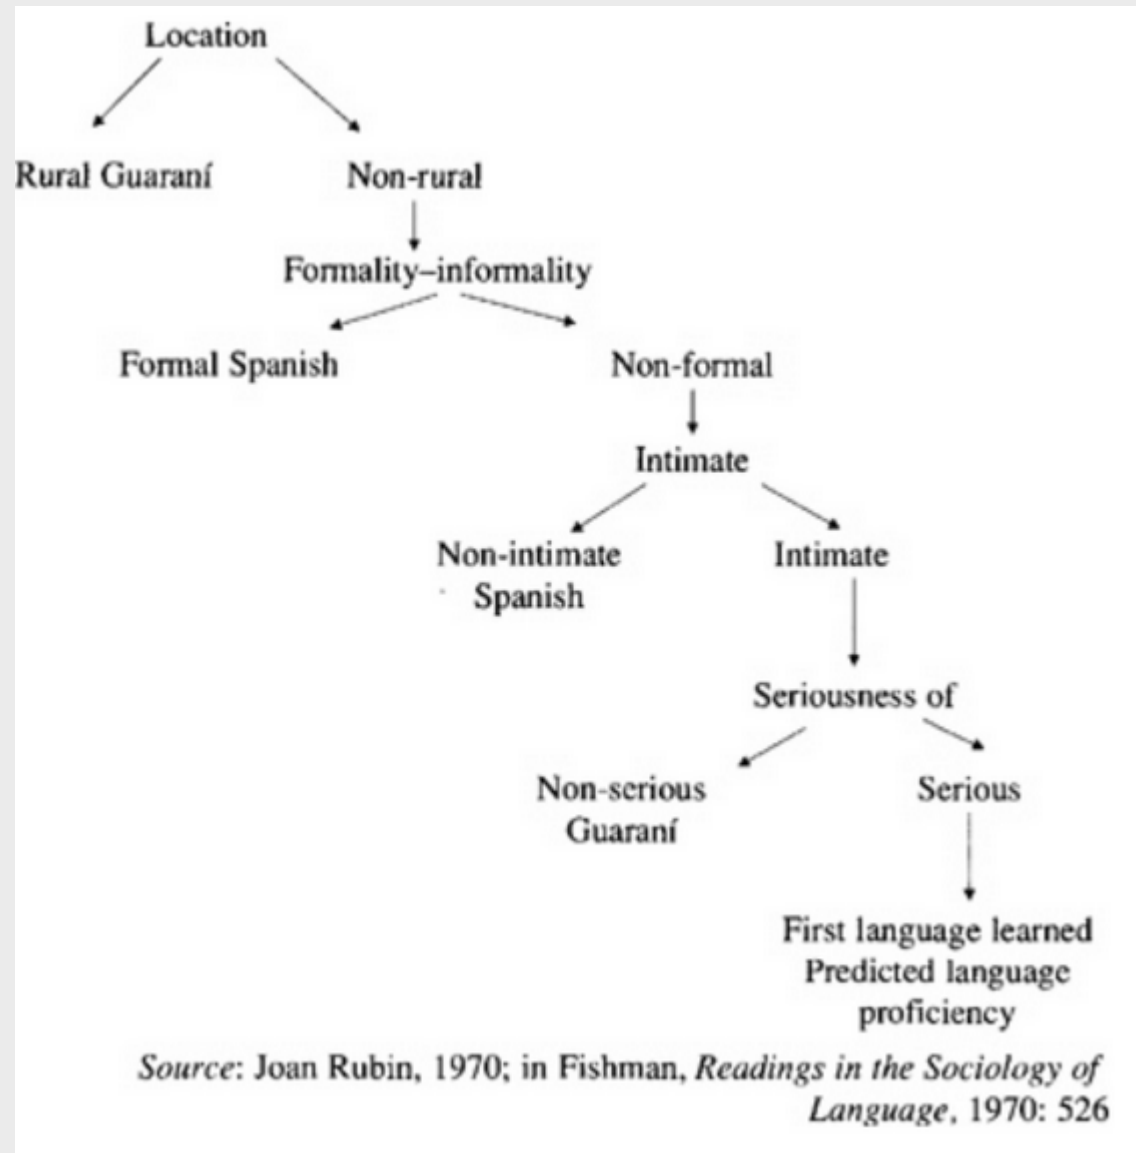 Location
Rural Guaraní
Non-rural
Formality–informality
Formal Spanish
Non-formal
Intimate
Non-intimate
Spanish
Intimate
Seriousness of
Non-serious
Guaraní
Serious
First language learned
Predicted language
proficiency
Source: Joan Rubin, 1970; in Fishman, Readings in the Sociology of
Language, 1970: 526